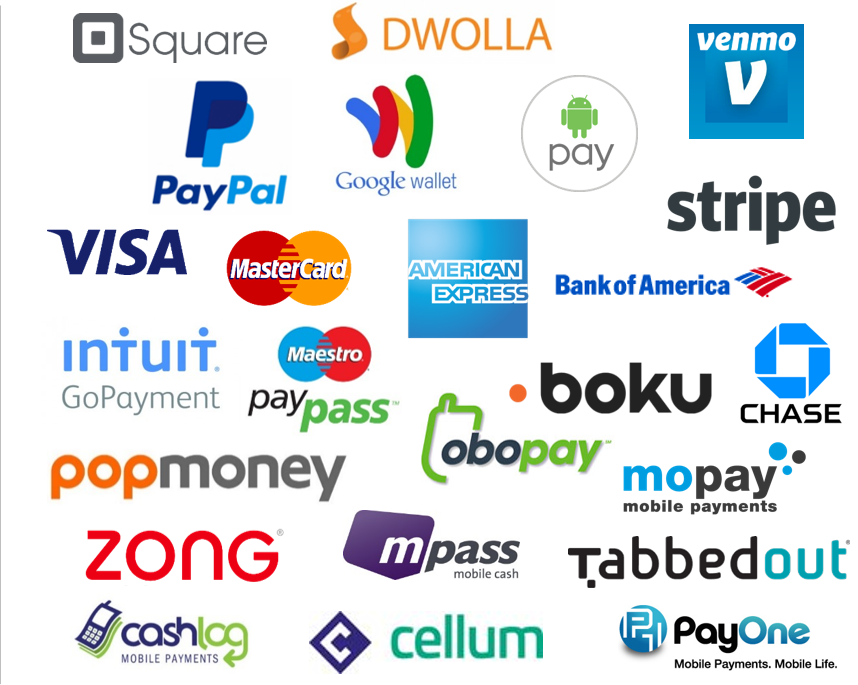 Square
DWOLLA
venmo
V
PayPal
Google wallet
pay
stripe
VISA
MasterCard
AMERICAN
EXPRESS
Bank of America
intuit.
GoPayment
Maestro
paypass™
boku
CHASE
obopay℠
popmoney
mopay
mobile payments
ZONG®
mpass
mobile cash
Tabbedout®
cashlog
MOBILE PAYMENTS
cellum
PayOne
Mobile Payments. Mobile Life.